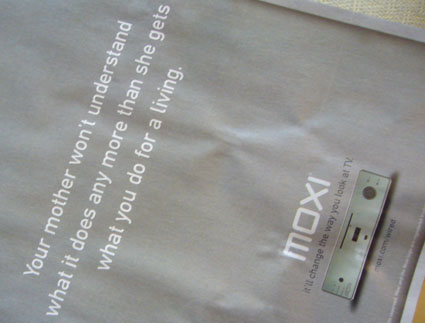 Your mother won't understand
what it does any more than she gets
what you do for a living.
MOXI
it'll change the way you look at TV.